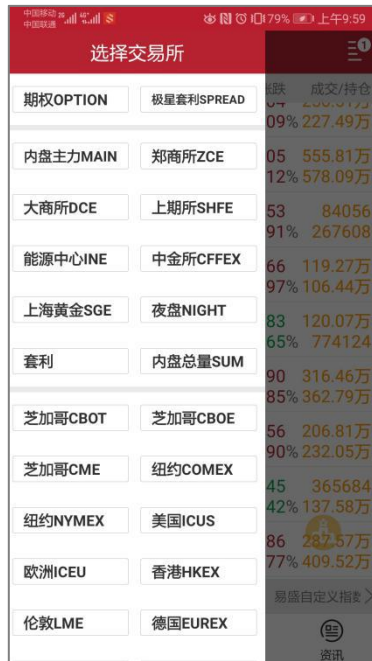 中国移动
中国联通
79%
上午9:59
选择交易所
期权OPTION
极星套利SPREAD
内盘主力MAIN
郑商所ZCE
大商所DCE
上期所SHFE
能源中心INE
中金所CFFEX
上海黄金SGE
夜盘NIGHT
套利
内盘总量SUM
芝加哥CBOT
芝加哥CBOE
芝加哥CME
纽约COMEX
纽约NYMEX
美国ICUS
欧洲ICEU
香港HKEX
伦敦LME
德国EUREX
成交/持仓
09% 227.49万
05 555.81万
12% 578.09万
53 84056
91% 267608
66 119.27万
97% 106.44万
83 120.07万
65% 774124
90 316.46万
85% 362.79万
56 206.81万
90% 232.05万
45 365684
42% 137.58万
86 287.57万
77% 409.52万
易盛自定义指数
资讯